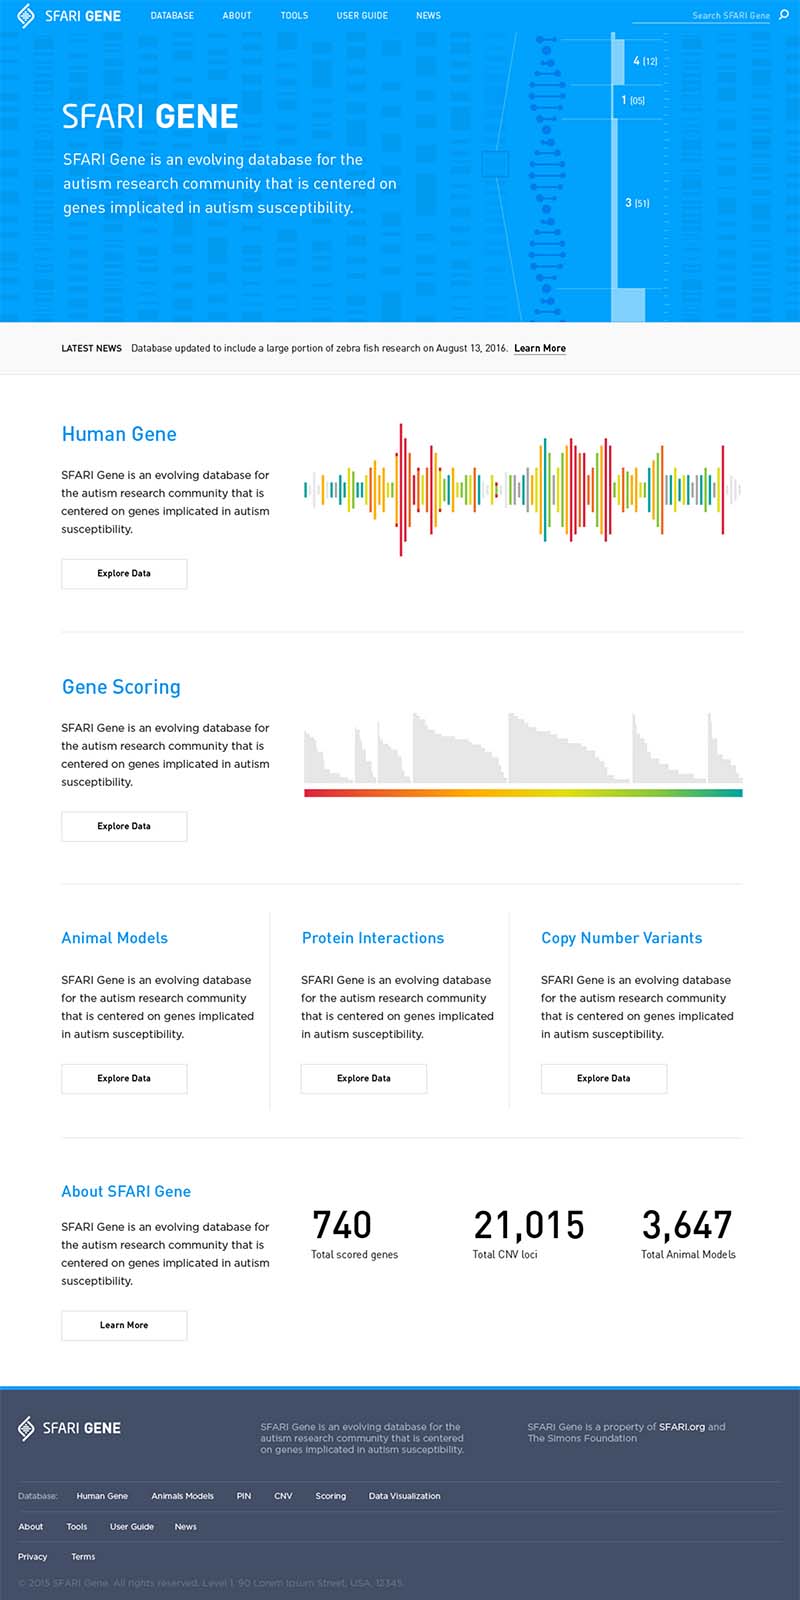 SFARI GENE
DATABASE ABOUT TOOLS USER GUIDE NEWS
Search SFARI Gene
4 (12)
1 (05)
3 (51)
SFARI GENE
SFARI Gene is an evolving database for the
autism research community that is centered on
genes implicated in autism susceptibility.
LATEST NEWS Database updated to include a large portion of zebra fish research on August 13, 2016. Learn More
Human Gene
SFARI Gene is an evolving database for
the autism research community that is
centered on genes implicated in autism
susceptibility.
Explore Data
Gene Scoring
SFARI Gene is an evolving database for
the autism research community that is
centered on genes implicated in autism
susceptibility.
Explore Data
Animal Models
SFARI Gene is an evolving database
for the autism research community
that is centered on genes implicated
in autism susceptibility.
Explore Data
Protein Interactions
SFARI Gene is an evolving database
for the autism research community
that is centered on genes implicated
in autism susceptibility.
Explore Data
Copy Number Variants
SFARI Gene is an evolving database
for the autism research community
that is centered on genes implicated
in autism susceptibility.
Explore Data
About SFARI Gene
SFARI Gene is an evolving database for
the autism research community that is
centered on genes implicated in autism
susceptibility.
Learn More
740
Total scored genes
21,015
Total CNV loci
3,647
Total Animal Models
SFARI GENE
SFARI Gene is an evolving database for the
autism research community that is centered
on genes implicated in autism susceptibility.
SFARI Gene is a property of SFARI.org and
The Simons Foundation
Database: Human Gene Animals Models PIN CNV Scoring Data Visualization
About Tools User Guide News
Privacy Terms
© 2015 SFARI Gene. All rights reserved. Level 1, 90 Lorem Ipsum Street, USA, 12345.